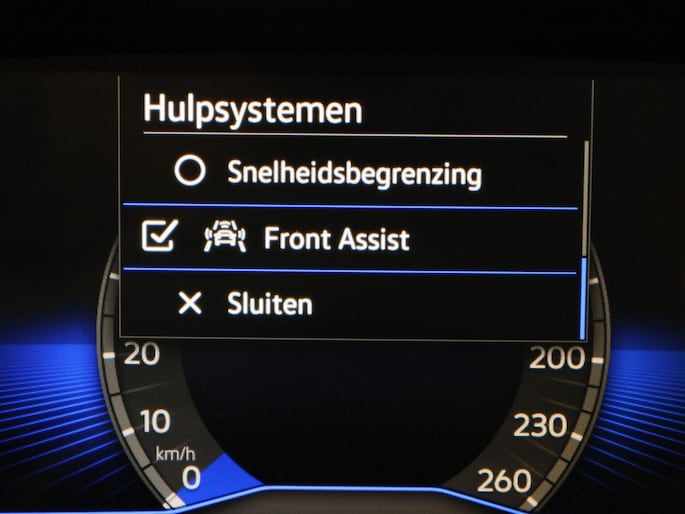 Hulpsystemen
Snelheidsbegrenzing
Front Assist
Sluiten
20
200
10
230
km/h
0
260